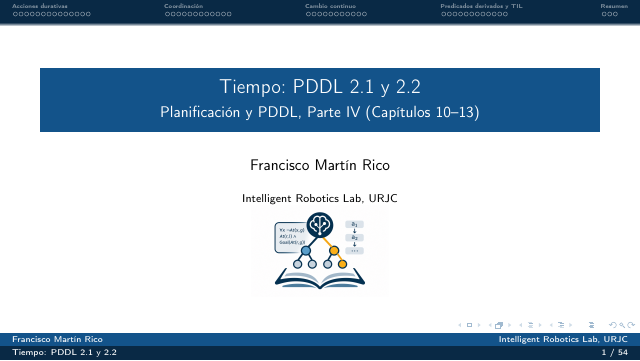 Acciones durativas Coordinación Cambio continuo Predicados derivados y TIL Resumen
Tiempo: PDDL 2.1 y 2.2
Planificación y PDDL, Parte IV (Capítulos 10–13)
Francisco Martín Rico
Intelligent Robotics Lab, URJC
Francisco Martín Rico Intelligent Robotics Lab, URJC
Tiempo: PDDL 2.1 y 2.2 1 / 54